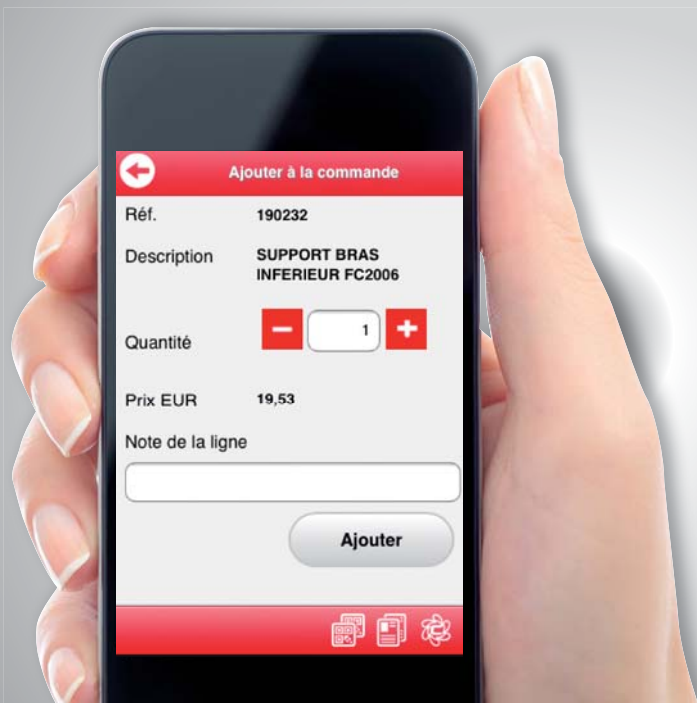 Ajouter à la commande
Réf. 190232
Description SUPPORT BRAS
INFERIEUR FC2006
Quantité 1
Prix EUR 19,53
Note de la ligne
Ajouter